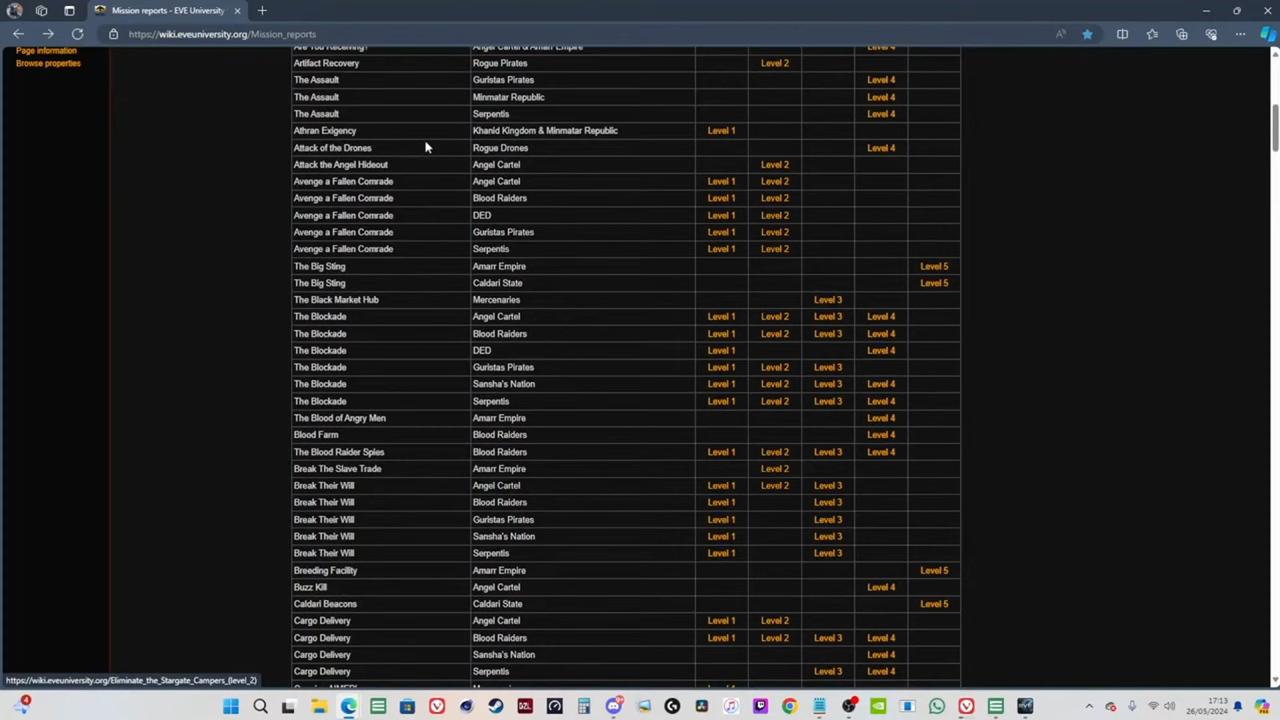 Mission reports - EVE University
https://wiki.eveuniversity.org/Mission_reports
Page information
Browse properties
Are You Receiving? Angel Cartel & Amarr Empire Level 4
Artifact Recovery Rogue Pirates Level 2
The Assault Guristas Pirates Level 4
The Assault Minmatar Republic Level 4
The Assault Serpentis Level 4
Athran Exigency Khanid Kingdom & Minmatar Republic Level 1
Attack of the Drones Rogue Drones Level 4
Attack the Angel Hideout Angel Cartel Level 2
Avenge a Fallen Comrade Angel Cartel Level 1 Level 2
Avenge a Fallen Comrade Blood Raiders Level 1 Level 2
Avenge a Fallen Comrade DED Level 1 Level 2
Avenge a Fallen Comrade Guristas Pirates Level 1 Level 2
Avenge a Fallen Comrade Serpentis Level 1 Level 2
The Big Sting Amarr Empire Level 5
The Big Sting Caldari State Level 5
The Black Market Hub Mercenaries Level 3
The Blockade Angel Cartel Level 1 Level 2 Level 3 Level 4
The Blockade Blood Raiders Level 1 Level 2 Level 3 Level 4
The Blockade DED Level 1 Level 4
The Blockade Guristas Pirates Level 1 Level 2 Level 3
The Blockade Sansha's Nation Level 1 Level 2 Level 3 Level 4
The Blockade Serpentis Level 1 Level 2 Level 3 Level 4
The Blood of Angry Men Amarr Empire Level 4
Blood Farm Blood Raiders Level 4
The Blood Raider Spies Blood Raiders Level 1 Level 2 Level 3 Level 4
Break The Slave Trade Amarr Empire Level 2
Break Their Will Angel Cartel Level 1 Level 2 Level 3
Break Their Will Blood Raiders Level 1 Level 3
Break Their Will Guristas Pirates Level 1 Level 3
Break Their Will Sansha's Nation Level 1 Level 3
Break Their Will Serpentis Level 1 Level 3
Breeding Facility Amarr Empire Level 5
Buzz Kill Angel Cartel Level 4
Caldari Beacons Caldari State Level 5
Cargo Delivery Angel Cartel Level 1 Level 2
Cargo Delivery Blood Raiders Level 1 Level 2 Level 3 Level 4
Cargo Delivery Sansha's Nation Level 4
Cargo Delivery Serpentis Level 3 Level 4
https://wiki.eveuniversity.org/Eliminate_the_Stargate_Campers_(level_2)
4
17:13
26/05/2024